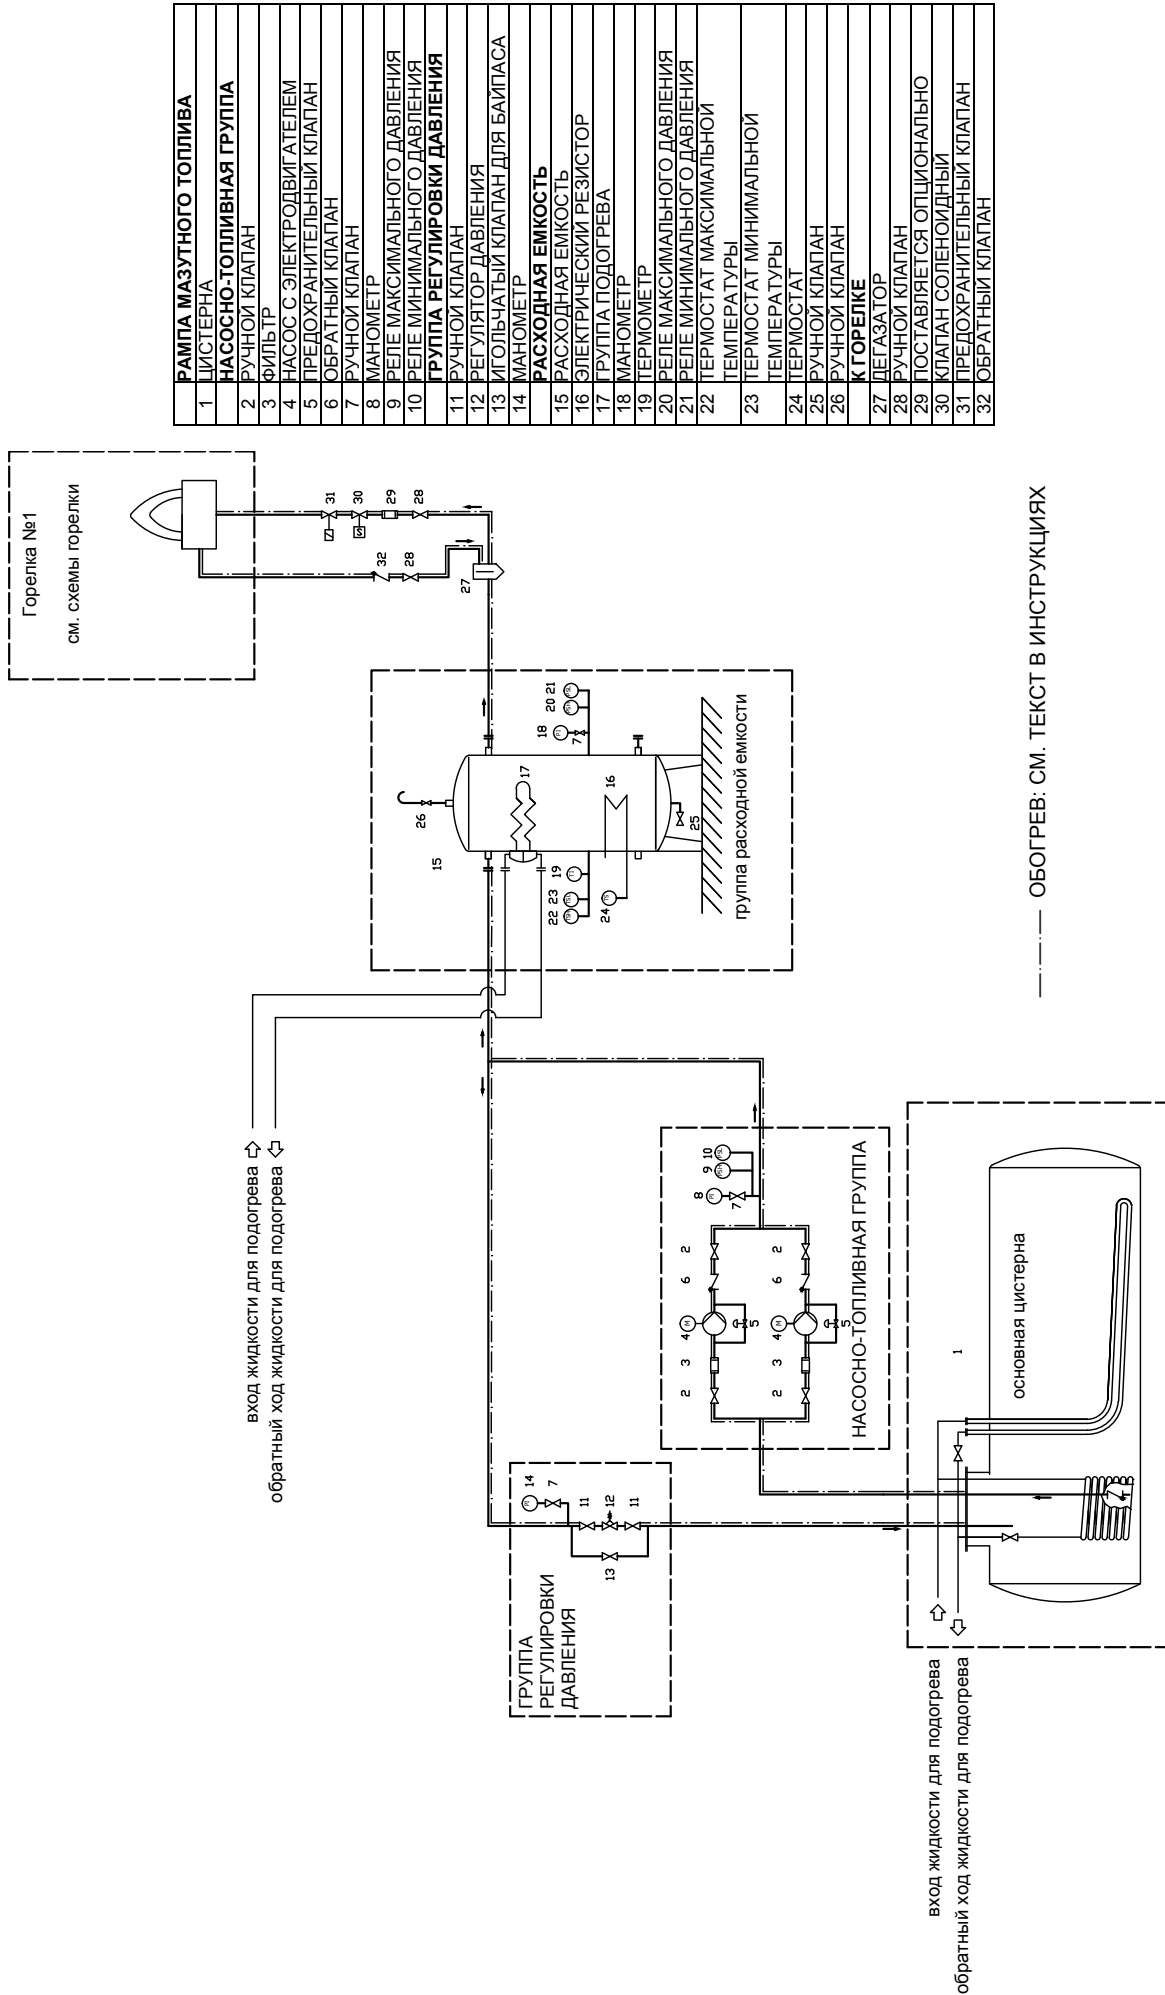 РАМПА МАЗУТНОГО ТОПЛИВА
1 ЦИСТЕРНА
НАСОСНО-ТОПЛИВНАЯ ГРУППА
2 РУЧНОЙ КЛАПАН
3 ФИЛЬТР
4 НАСОС С ЭЛЕКТРОДВИГАТЕЛЕМ
5 ПРЕДОХРАНИТЕЛЬНЫЙ КЛАПАН
6 ОБРАТНЫЙ КЛАПАН
7 РУЧНОЙ КЛАПАН
8 МАНОМЕТР
9 РЕЛЕ МАКСИМАЛЬНОГО ДАВЛЕНИЯ
10 РЕЛЕ МИНИМАЛЬНОГО ДАВЛЕНИЯ
ГРУППА РЕГУЛИРОВКИ ДАВЛЕНИЯ
11 РУЧНОЙ КЛАПАН
12 РЕГУЛЯТОР ДАВЛЕНИЯ
13 ИГОЛЬЧАТЫЙ КЛАПАН ДЛЯ БАЙПАСА
14 МАНОМЕТР
РАСХОДНАЯ ЕМКОСТЬ
15 РАСХОДНАЯ ЕМКОСТЬ
16 ЭЛЕКТРИЧЕСКИЙ РЕЗИСТОР
17 ГРУППА ПОДОГРЕВА
18 МАНОМЕТР
19 ТЕРМОМЕТР
20 РЕЛЕ МАКСИМАЛЬНОГО ДАВЛЕНИЯ
21 РЕЛЕ МИНИМАЛЬНОГО ДАВЛЕНИЯ
22 ТЕРМОСТАТ МАКСИМАЛЬНОЙ
ТЕМПЕРАТУРЫ
23 ТЕРМОСТАТ МИНИМАЛЬНОЙ
ТЕМПЕРАТУРЫ
24 ТЕРМОСТАТ
25 РУЧНОЙ КЛАПАН
26 РУЧНОЙ КЛАПАН
К ГОРЕЛКЕ
27 ДЕГАЗАТОР
28 РУЧНОЙ КЛАПАН
29 ПОСТАВЛЯЕТСЯ ОПЦИОНАЛЬНО
30 КЛАПАН СОЛЕНОИДНЫЙ
31 ПРЕДОХРАНИТЕЛЬНЫЙ КЛАПАН
32 ОБРАТНЫЙ КЛАПАН
Горелка №1
см. схемы горелки
31
30
29
28
32
28
27
26
15
17
16
18
7
20 21
19
22 23
24
25
группа расходной емкости
вход жидкости для подогрева
обратный ход жидкости для подогрева
8
9 10
7
2
6
4
3
2
5
2
6
4
3
2
5
НАСОСНО-ТОПЛИВНАЯ ГРУППА
14
7
11
12
11
13
ГРУППА
РЕГУЛИРОВКИ
ДАВЛЕНИЯ
1
основная цистерна
вход жидкости для подогрева
обратный ход жидкости для подогрева
ОБОГРЕВ: СМ. ТЕКСТ В ИНСТРУКЦИЯХ